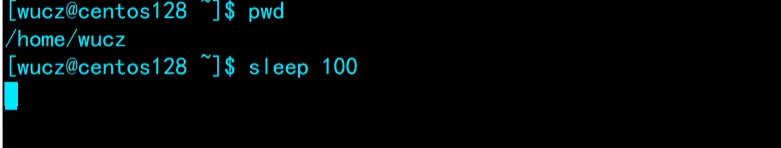 [wucz@centos128 ~]$ pwd
/home/wucz
[wucz@centos128 ~]$ sleep 100